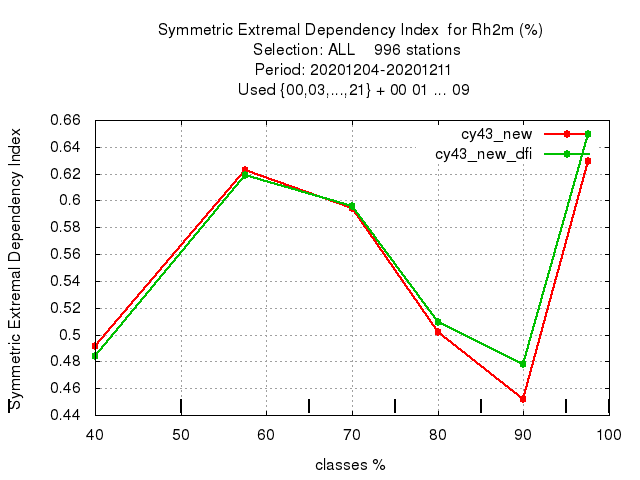 Symmetric Extremal Dependency Index  for Rh2m (%)
Selection: ALL    996 stations
Period: 20201204-20201211
Used {00,03,...,21} + 00 01 ... 09
Symmetric Extremal Dependency Index
0.66
0.64
0.62
0.6
0.58
0.56
0.54
0.52
0.5
0.48
0.46
0.44
cy43_new
cy43_new_dfi
40 50 60 70 80 90 100
classes %